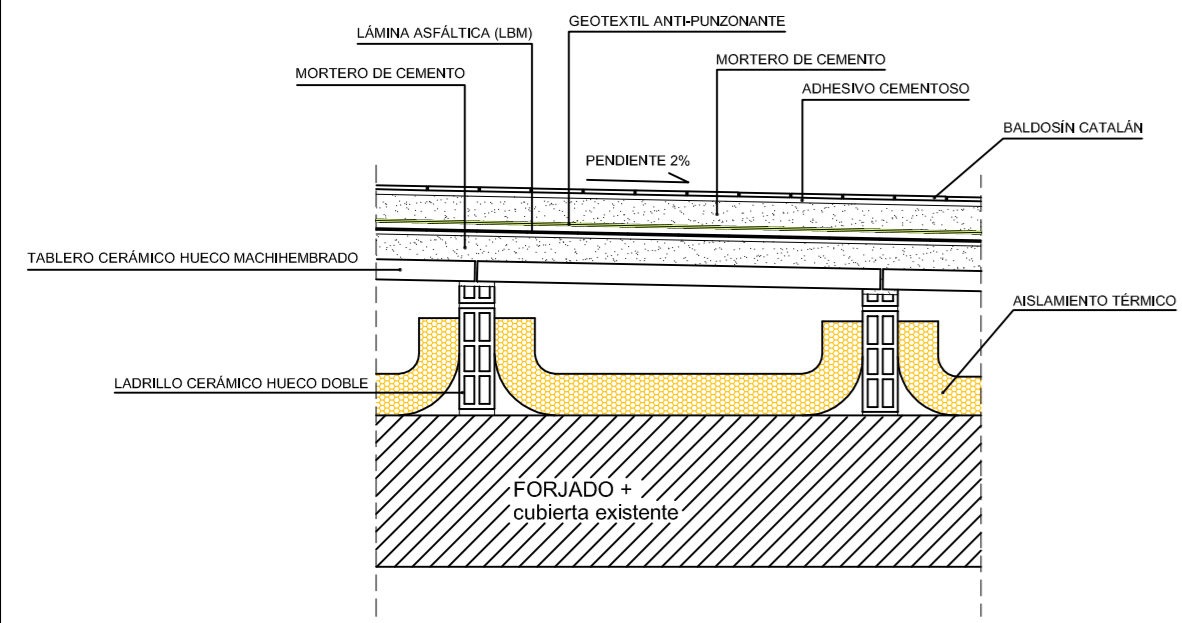 GEOTEXTIL ANTI-PUNZONANTE
LÁMINA ASFÁLTICA (LBM)
MORTERO DE CEMENTO
MORTERO DE CEMENTO
ADHESIVO CEMENTOSO
BALDOSÍN CATALÁN
PENDIENTE 2%
TABLERO CERÁMICO HUECO MACHIHEMBRADO
AISLAMIENTO TÉRMICO
LADRILLO CERÁMICO HUECO DOBLE
FORJADO +
cubierta existente